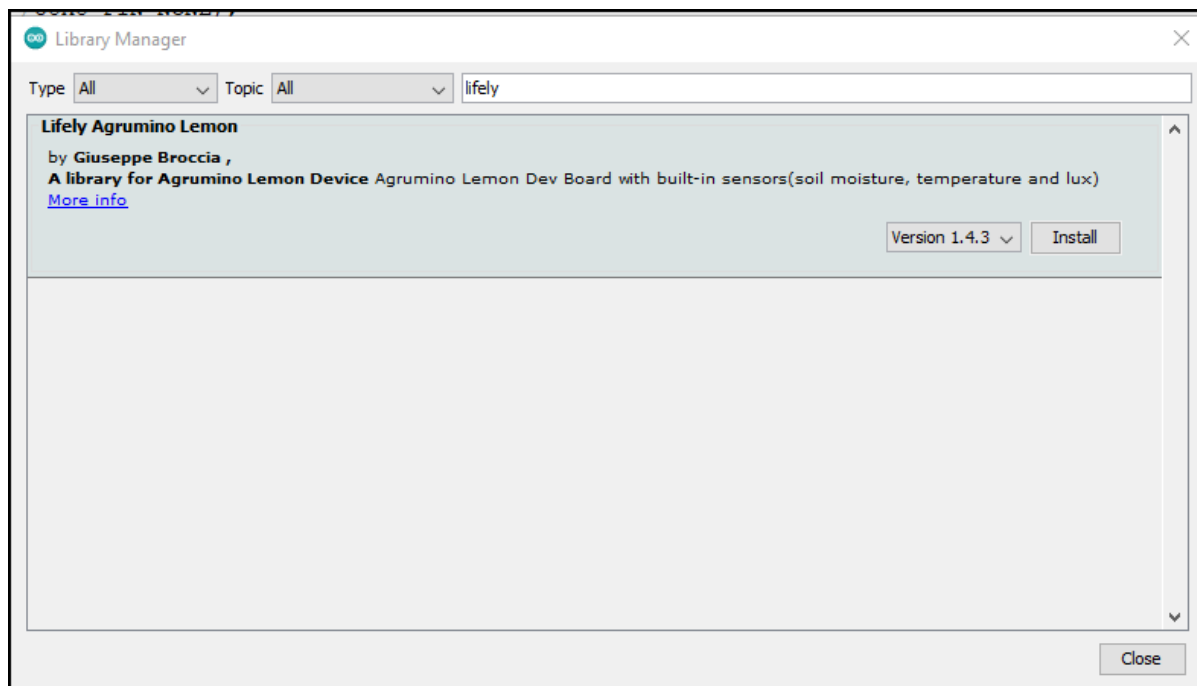 Library Manager
Type All Topic All lifely
Lifely Agrumino Lemon
by Giuseppe Broccia ,
A library for Agrumino Lemon Device Agrumino Lemon Dev Board with built-in sensors(soil moisture, temperature and lux)
More info
Version 1.4.3 Install
Close